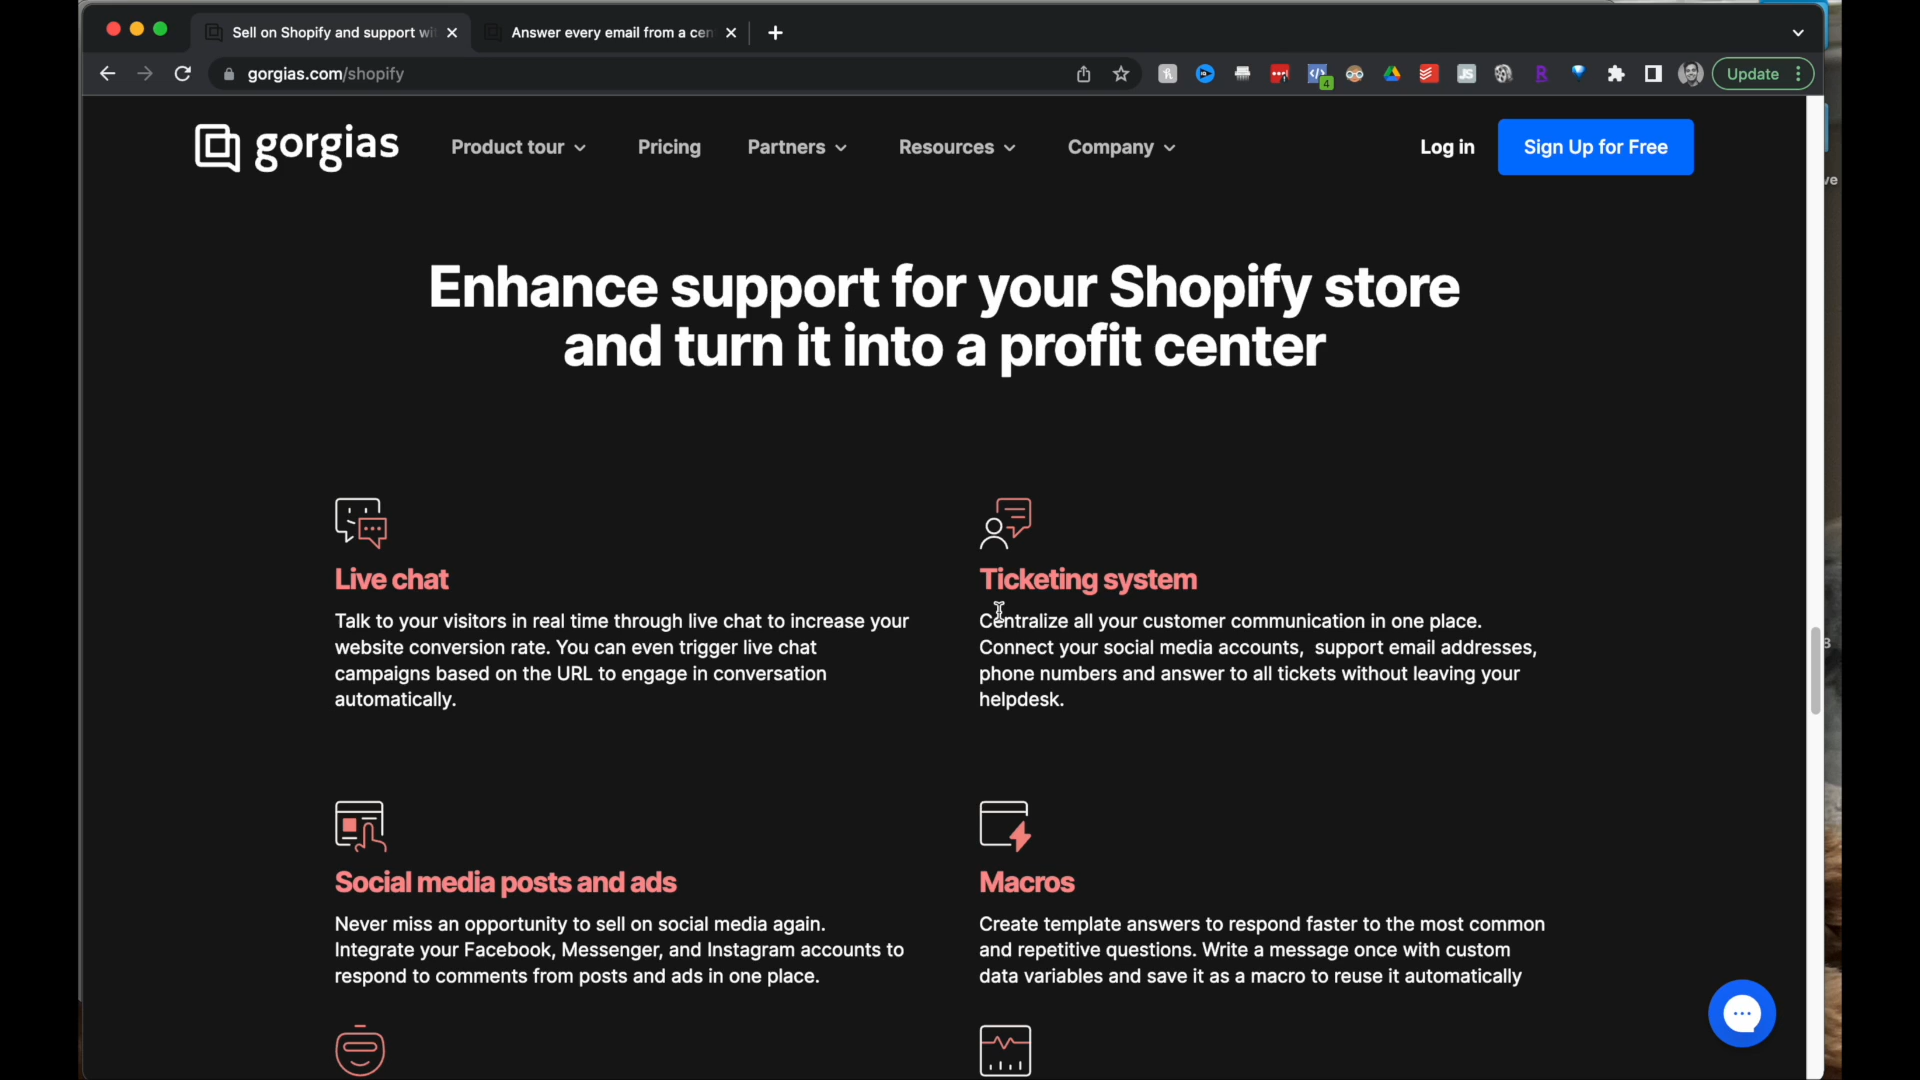 Sell on Shopify and support wi
Answer every email from a cen
gorgias.com/shopify
4
Update
gorgias
Product tour
Pricing
Partners
Resources
Company
Log in
Sign Up for Free
ve
Enhance support for your Shopify store
and turn it into a profit center
Live chat
Talk to your visitors in real time through live chat to increase your
website conversion rate. You can even trigger live chat
campaigns based on the URL to engage in conversation
automatically.
Ticketing system
Centralize all your customer communication in one place.
Connect your social media accounts, support email addresses,
phone numbers and answer to all tickets without leaving your
helpdesk.
Social media posts and ads
Never miss an opportunity to sell on social media again.
Integrate your Facebook, Messenger, and Instagram accounts to
respond to comments from posts and ads in one place.
Macros
Create template answers to respond faster to the most common
and repetitive questions. Write a message once with custom
data variables and save it as a macro to reuse it automatically